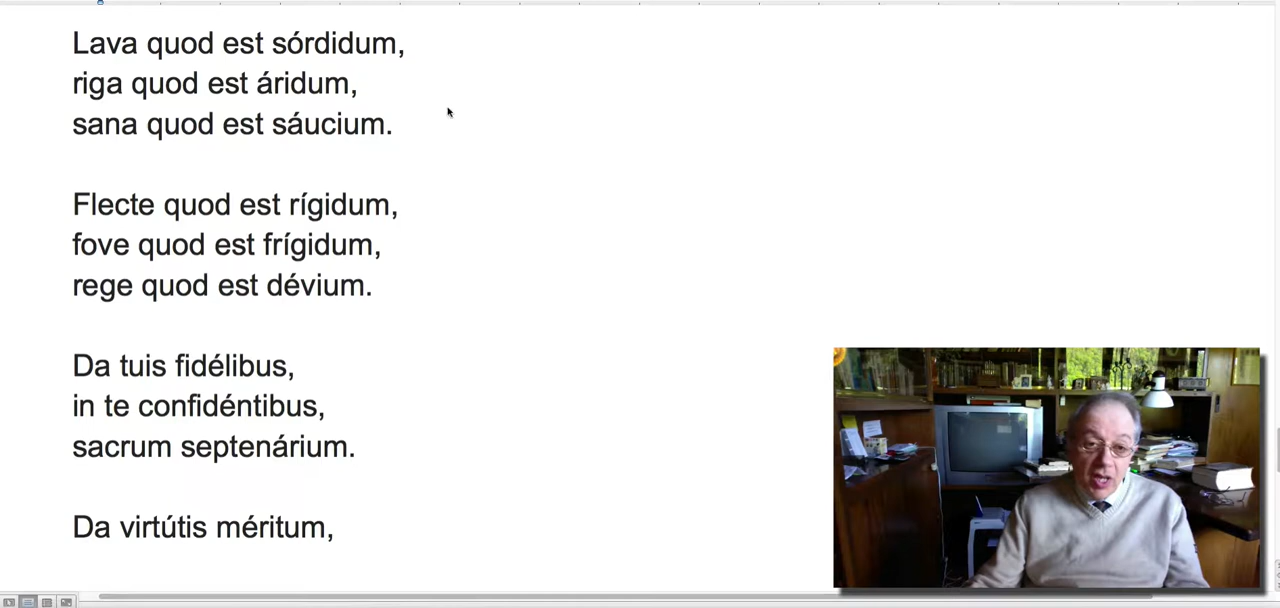 Lava quod est sórdidum,
riga quod est áridum,
sana quod est sáucium.
Flecte quod est rígidum,
fove quod est frígidum,
rege quod est dévium.
Da tuis fidélibus,
in te confidéntibus,
sacrum septenárium.
Da virtútis méritum,